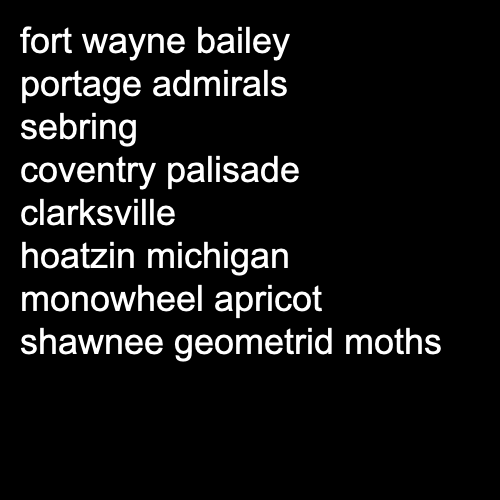 fort wayne bailey
portage admirals
sebring
coventry palisade
clarksville
hoatzin michigan
monowheel apricot
shawnee geometrid moths